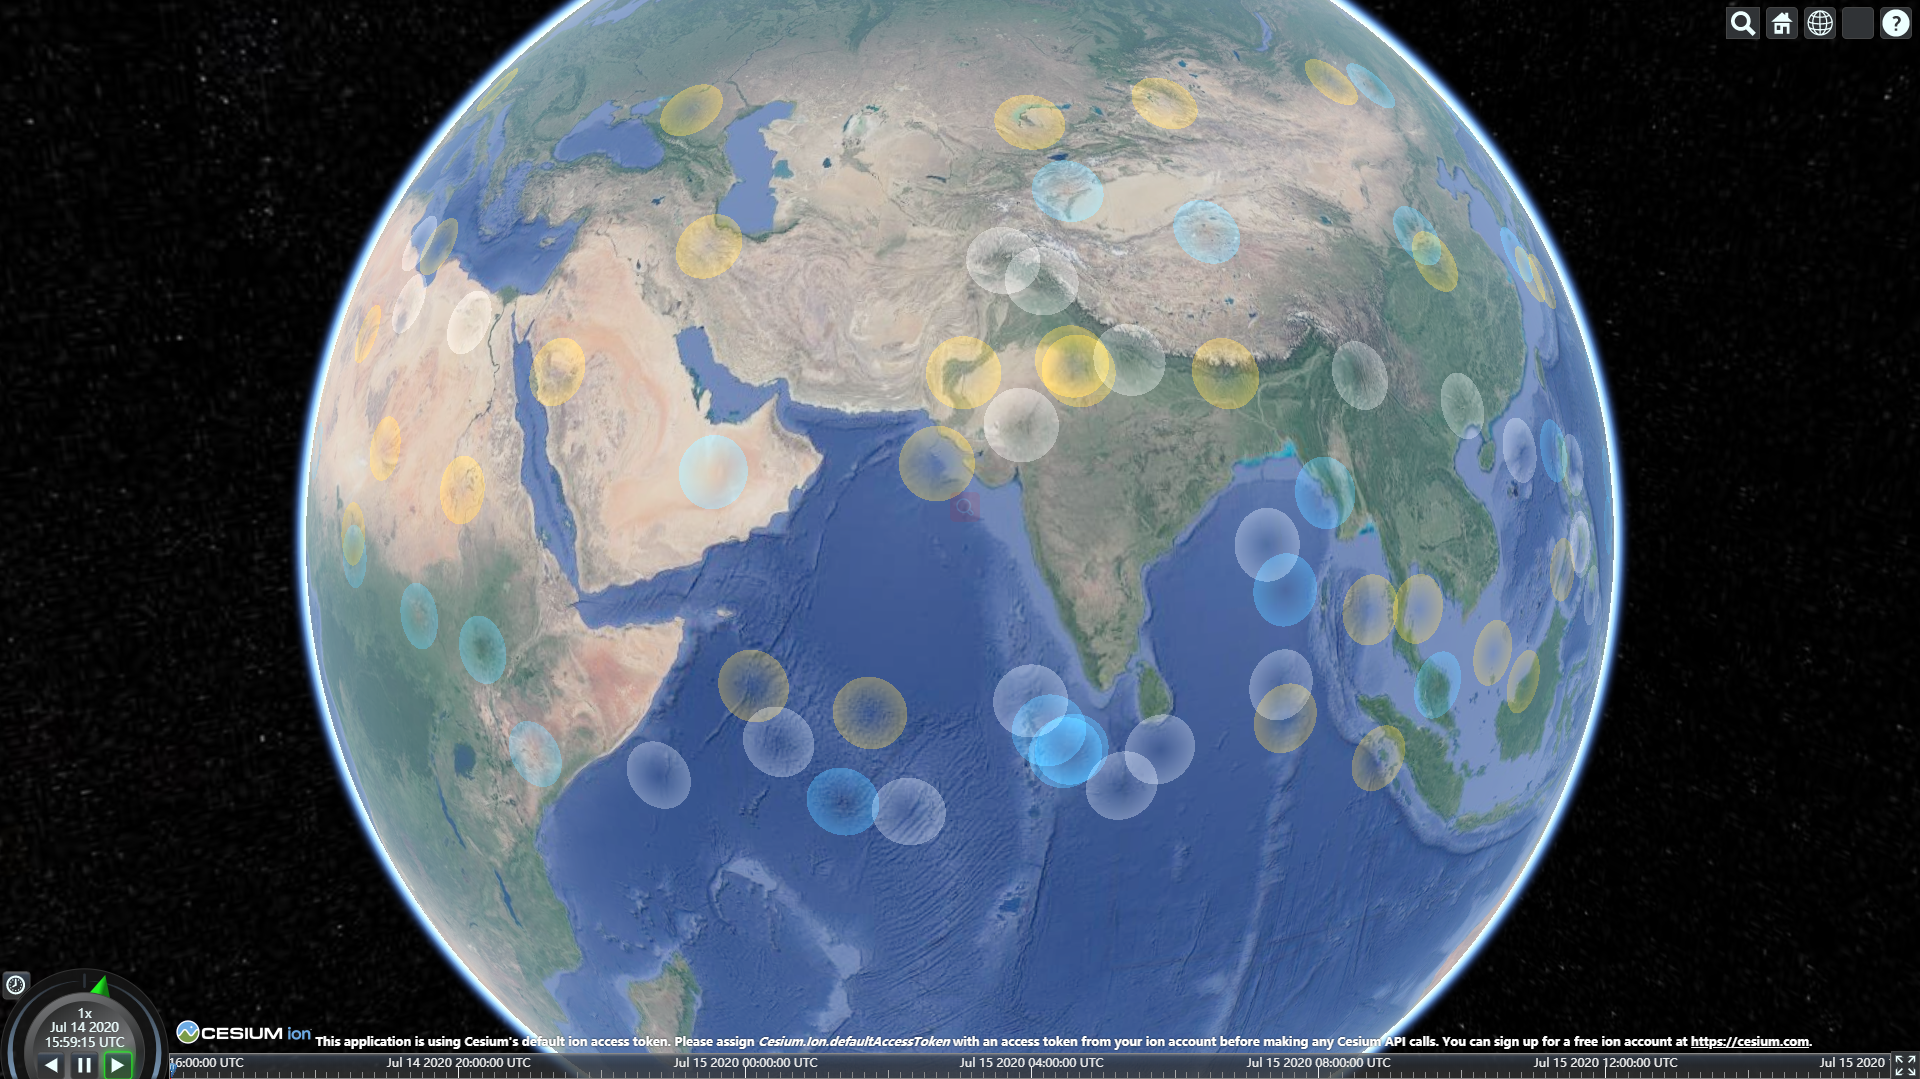 ?
1x
Jul 14 2020
15:59:15 UTC
CESIUM ion
This application is using Cesium's default ion access token. Please assign Cesium.Ion.defaultAccessToken with an access token from your ion account before making any Cesium API calls. You can sign up for a free ion account at https://cesium.com.
16:00:00 UTC
Jul 14 2020 20:00:00 UTC
Jul 15 2020 00:00:00 UTC
Jul 15 2020 04:00:00 UTC
Jul 15 2020 08:00:00 UTC
Jul 15 2020 12:00:00 UTC
Jul 15 2020